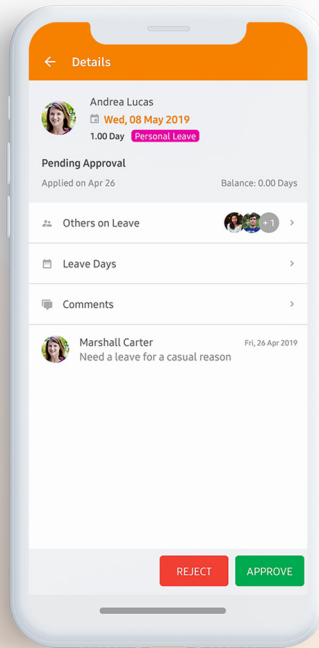 Details
Andrea Lucas
Wed, 08 May 2019
1.00 Day Personal Leave
Pending Approval
Applied on Apr 26 Balance: 0.00 Days
Others on Leave +1
Leave Days
Comments
Marshall Carter Fri, 26 Apr 2019
Need a leave for a casual reason
REJECT APPROVE